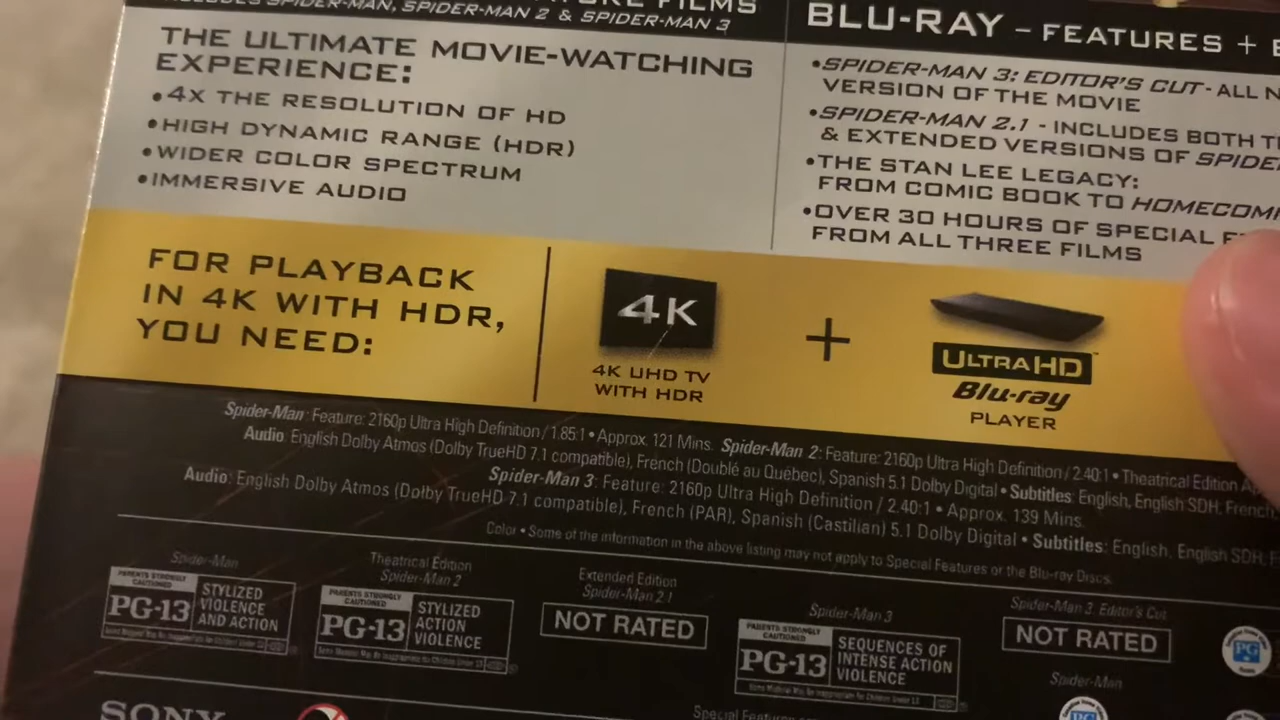 SPIDER-MAN, SPIDER-MAN 2 & SPIDER-MAN 3
THE ULTIMATE MOVIE-WATCHING
EXPERIENCE:
•4X THE RESOLUTION OF HD
•HIGH DYNAMIC RANGE (HDR)
•WIDER COLOR SPECTRUM
•IMMERSIVE AUDIO
BLU-RAY – FEATURES +
•SPIDER-MAN 3: EDITOR'S CUT - ALL
VERSION OF THE MOVIE
•SPIDER-MAN 2.1 - INCLUDES BOTH
& EXTENDED VERSIONS OF
•THE STAN LEE LEGACY:
FROM COMIC BOOK TO
•OVER 30 HOURS OF SPECIAL
FROM ALL THREE FILMS
FOR PLAYBACK
IN 4K WITH HDR,
YOU NEED:
4K
4K UHD TV
WITH HDR
+
ULTRA HD
Blu-ray
PLAYER
Spider-Man: Feature: 2160p Ultra High Definition / 1.85:1 • Approx. 121 Mins. Spider-Man 2: Feature: 2160p Ultra High Definition / 2.40:1 • Theatrical Edition
Audio: English Dolby Atmos (Dolby TrueHD 7.1 compatible), French (Doublé au Québec), Spanish 5.1 Dolby Digital • Subtitles: English, English SDH, French
Spider-Man 3: Feature: 2160p Ultra High Definition / 2.40:1 • Approx. 139 Mins.
Audio: English Dolby Atmos (Dolby TrueHD 7.1 compatible), French (PAR), Spanish (Castilian) 5.1 Dolby Digital • Subtitles: English, English SDH,
Color • Some of the information in the above listing may not apply to Special Features or the Blu-ray Discs.
Spider-Man
PARENTS STRONGLY CAUTIONED
PG-13
STYLIZED
VIOLENCE
AND ACTION
Theatrical Edition
Spider-Man 2
PARENTS STRONGLY CAUTIONED
PG-13
STYLIZED
ACTION
VIOLENCE
Extended Edition
Spider-Man 2.1
NOT RATED
Spider-Man 3
PARENTS STRONGLY CAUTIONED
PG-13
SEQUENCES OF
INTENSE ACTION
VIOLENCE
Spider-Man 3 Editor's Cut
NOT RATED
PG
Spider-Man
PG
SONY
Special